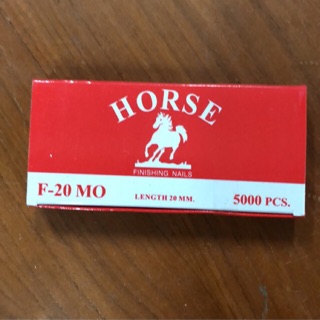 HORSE
FINISHING NAILS
F-20 MO LENGTH 20 MM. 5000 PCS.